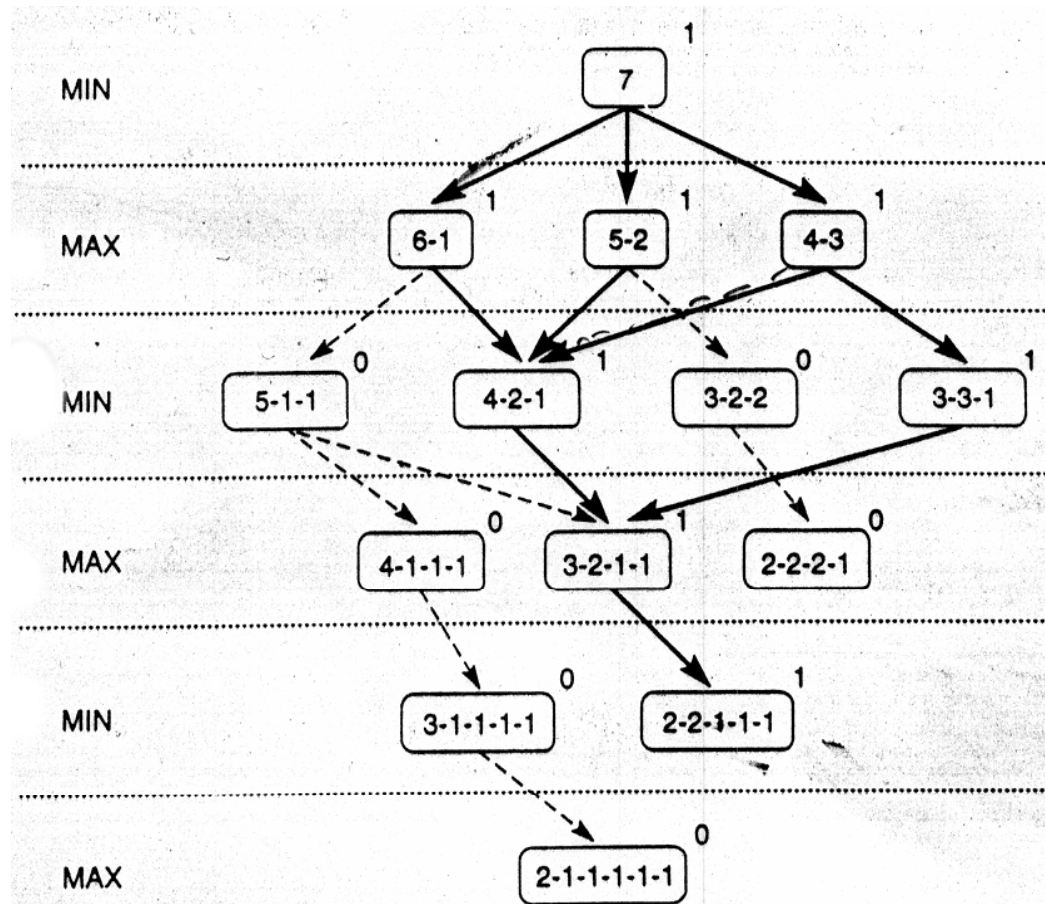 1
MIN 7
1 1 1
MAX 6-1 5-2 4-3
0 1 0 1
MIN 5-1-1 4-2-1 3-2-2 3-3-1
0 1 0
MAX 4-1-1-1 3-2-1-1 2-2-2-1
0 1
MIN 3-1-1-1-1 2-2-1-1-1
0
MAX 2-1-1-1-1-1